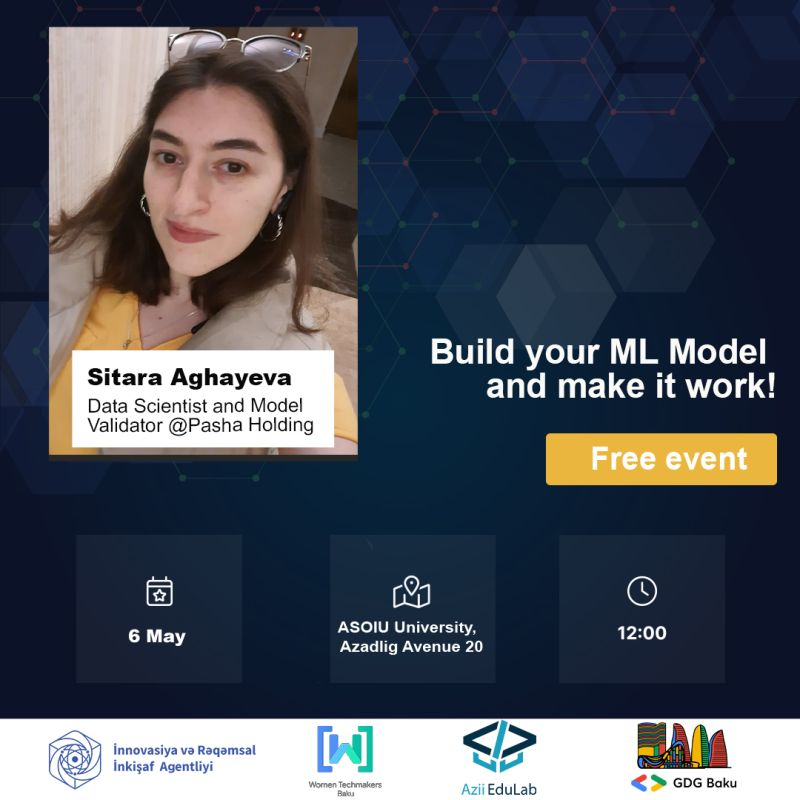 Sitara Aghayeva
Data Scientist and Model
Validator @Pasha Holding
Build your ML Model
and make it work!
Free event
6 May
ASOIU University,
Azadlig Avenue 20
12:00
İnnovasiya və Rəqəmsal
İnkişaf Agentliyi
Women Techmakers
Baku
Azii EduLab
GDG Baku